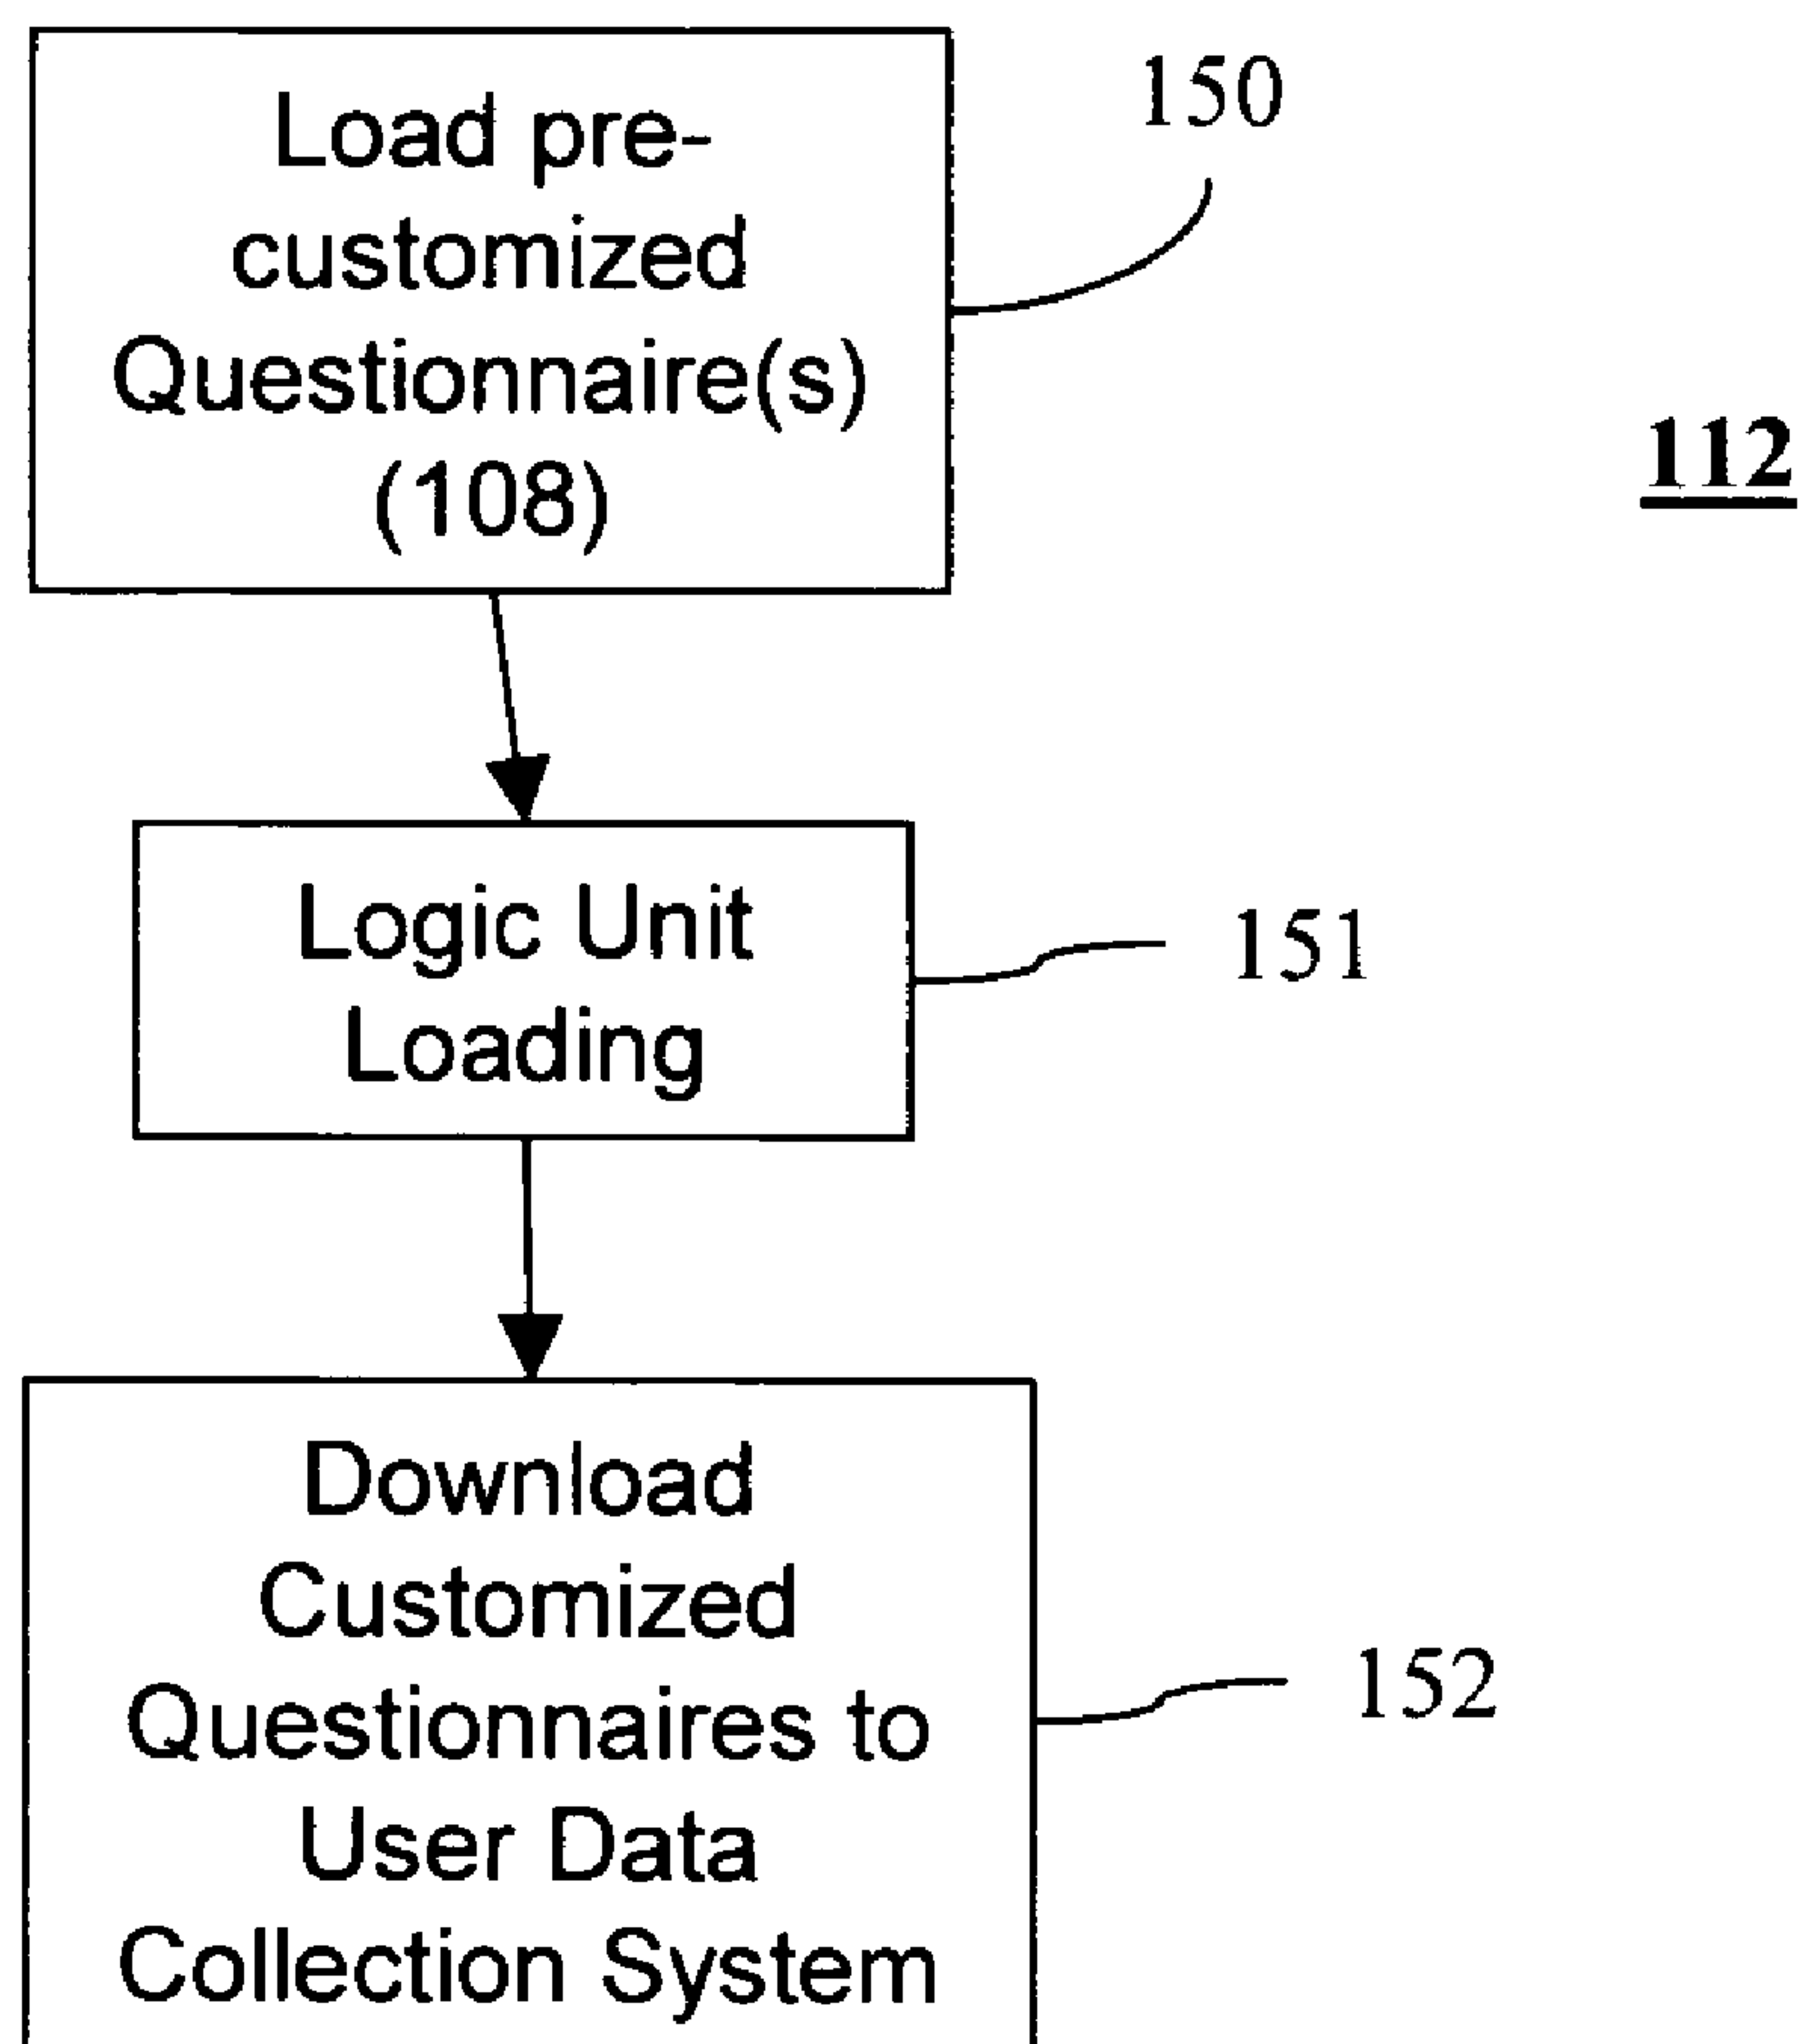 Load pre-
customized
Questionnaire(s)
(108)
150
112
Logic Unit
Loading
151
Download
Customized
Questionnaires to
User Data
Collection System
152